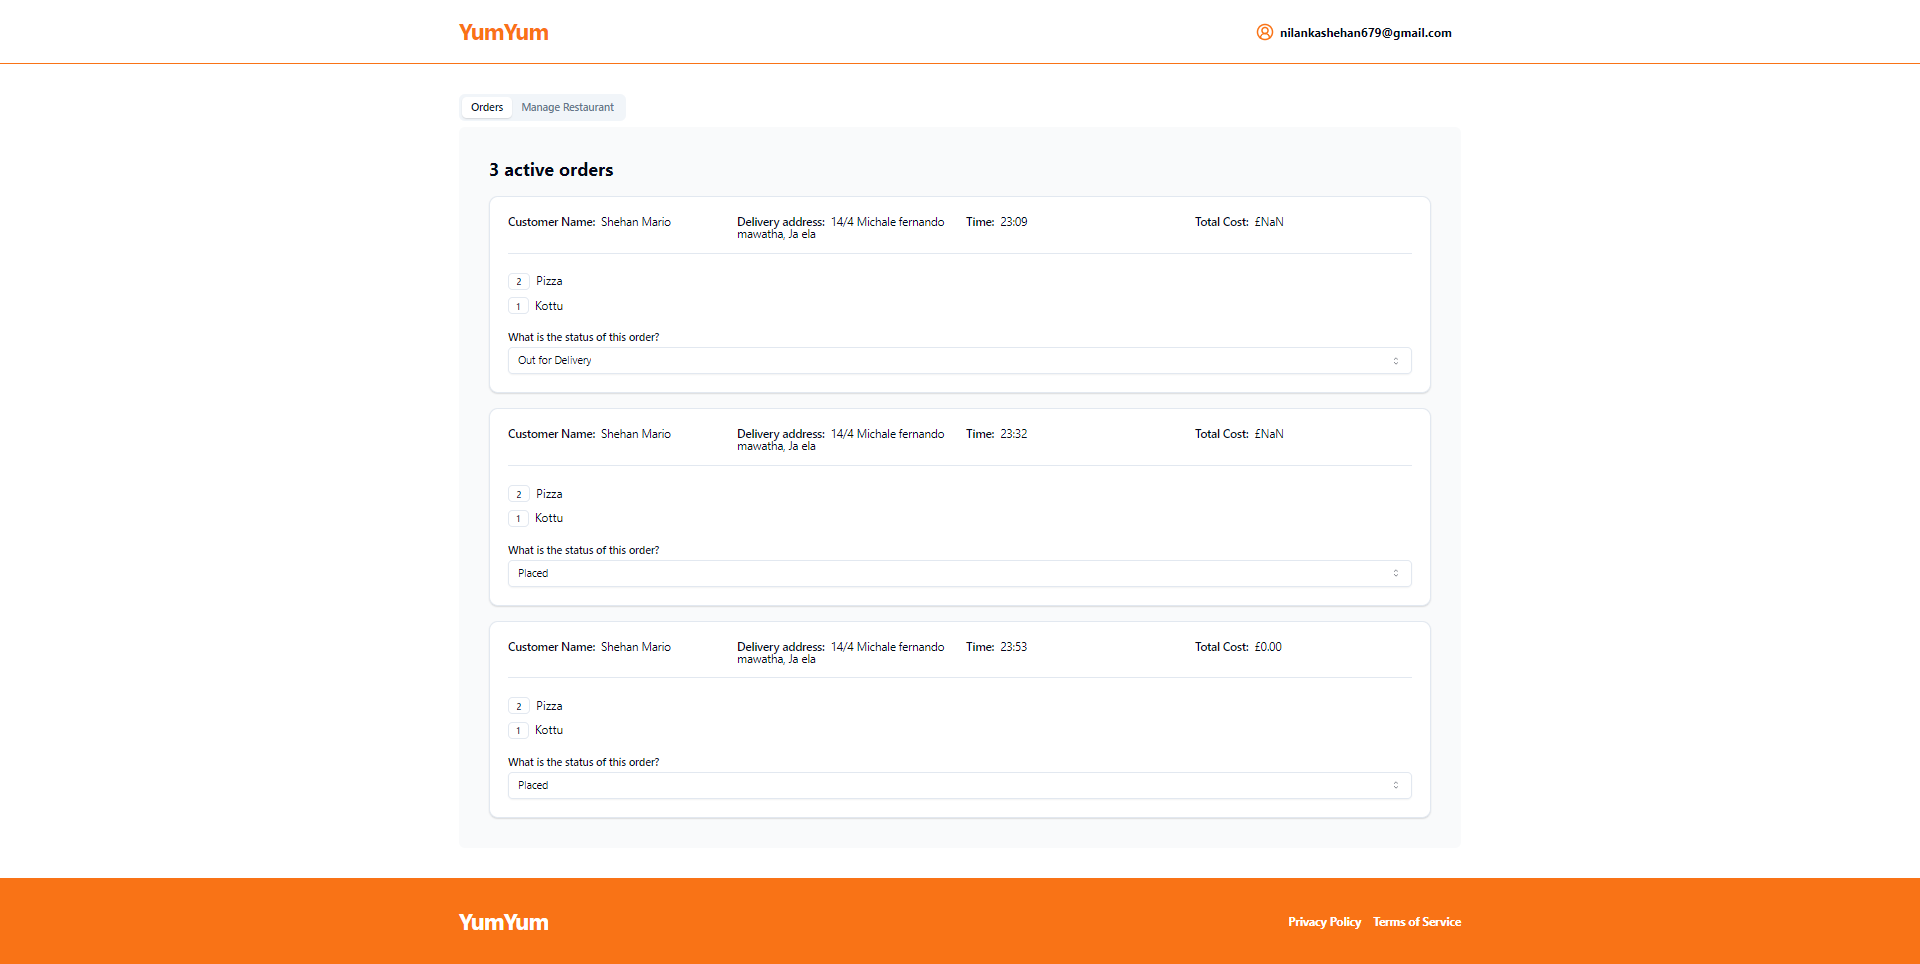 YumYum
nilankashehan679@gmail.com
Orders Manage Restaurant
3 active orders
Customer Name: Shehan Mario Delivery address: 14/4 Michale fernando Time: 23:09 Total Cost: £NaN
mawatha, Ja ela
2 Pizza
1 Kottu
What is the status of this order?
Out for Delivery
Customer Name: Shehan Mario Delivery address: 14/4 Michale fernando Time: 23:32 Total Cost: £NaN
mawatha, Ja ela
2 Pizza
1 Kottu
What is the status of this order?
Placed
Customer Name: Shehan Mario Delivery address: 14/4 Michale fernando Time: 23:53 Total Cost: £0.00
mawatha, Ja ela
2 Pizza
1 Kottu
What is the status of this order?
Placed
YumYum
Privacy Policy Terms of Service